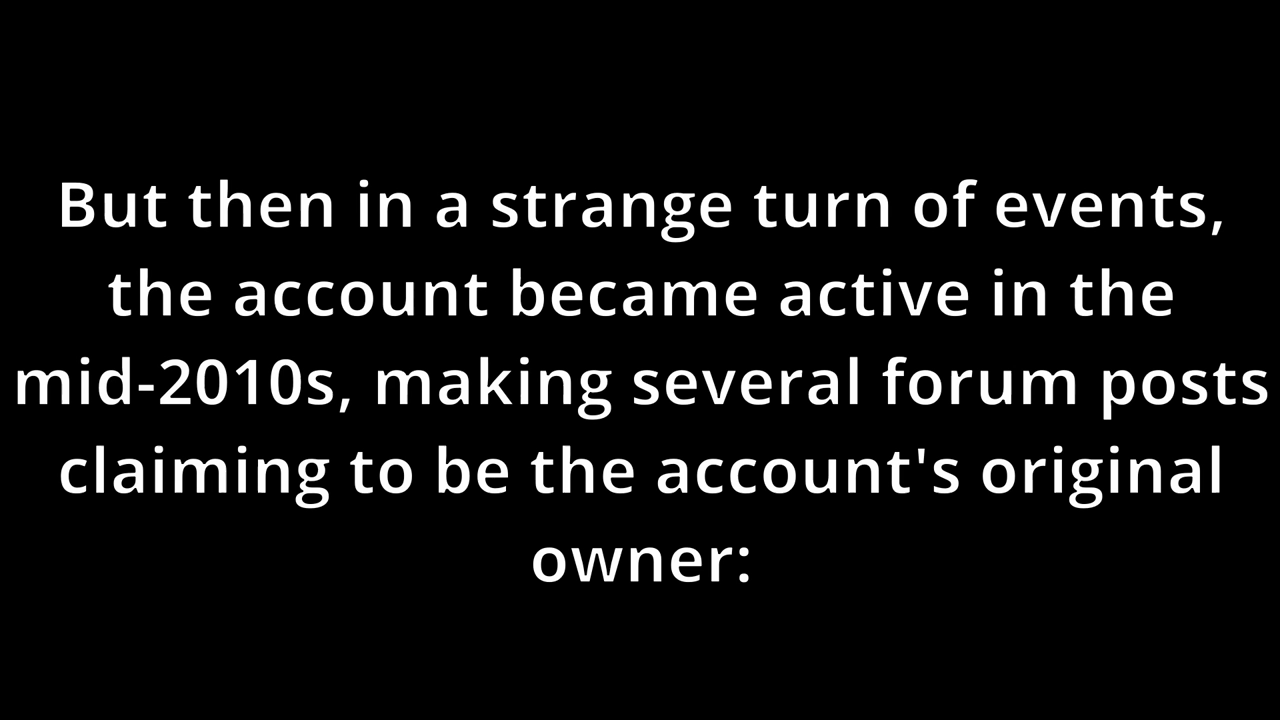 But then in a strange turn of events,
the account became active in the
mid-2010s, making several forum posts
claiming to be the account's original
owner: